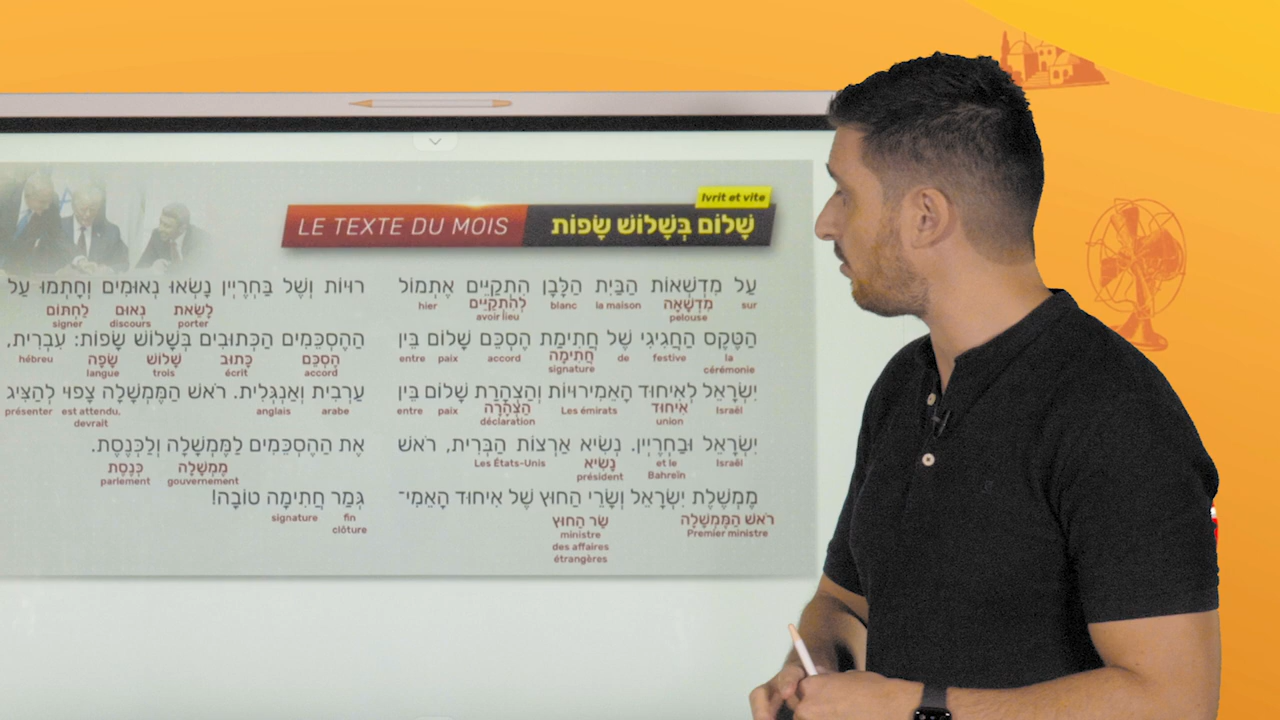 Ivrit et vite
שָׁלוֹם בְּשָׁלוֹשׁ שָׂפוֹת LE TEXTE DU MOIS
עַל מִדְשְׁאוֹת הַבַּיִת הַלָּבָן הִתְקַיֵּים אֶתְמוֹל
מִדְשָׁאָה לְהִתְקַיֵּים
sur pelouse la maison blanc avoir lieu hier
הַטֶּקֶס הַחֲגִיגִי שֶׁל חֲתִימַת הֶסְכֵּם שָׁלוֹם בֵּין
חֲתִימָה
la cérémonie festive de signature accord paix entre
יִשְׂרָאֵל לְאִיחוּד הָאֱמִירוּיּוֹת וְהַצְהָרַת שָׁלוֹם בֵּין
אִיחוּד הַצְהָרָה
Israël union Les émirats déclaration paix entre
יִשְׂרָאֵל וּבַחְרֵיְין. נְשִׂיא אַרְצוֹת הַבְּרִית, רֹאשׁ
נָשִׂיא
Israël et le Bahreïn président Les États-Unis
מֶמְשֶׁלֶת יִשְׂרָאֵל וְשָׂרֵי הַחוּץ שֶׁל אִיחוּד הָאֱמִי־
רֹאשׁ הַמֶּמְשָׁלָה שַׂר הַחוּץ
Premier ministre ministre des affaires étrangères
רוּיּוֹת וְשֶׁל בַּחְרֵיְין נָשְׂאוּ נְאוּמִים וְחָתְמוּ עַל
לָשֵׂאת נְאוּם לַחְתּוֹם
porter discours signer
הַהֶסְכֵּמִים הַכְּתוּבִים בְּשָׁלוֹשׁ שָׂפוֹת: עִבְרִית,
הֶסְכֵּם כָּתוּב שָׁלוֹשׁ שָׂפָה
accord écrit trois langue hébreu
עֲרָבִית וְאַנְגְּלִית. רֹאשׁ הַמֶּמְשָׁלָה צָפוּי לְהַצִּיג
arabe anglais est attendu, devrait présenter
אֶת הַהֶסְכֵּמִים לַמֶּמְשָׁלָה וְלַכְּנֶסֶת.
מֶמְשָׁלָה כְּנֶסֶת
gouvernement parlement
גְּמַר חֲתִימָה טוֹבָה!
fin clôture signature